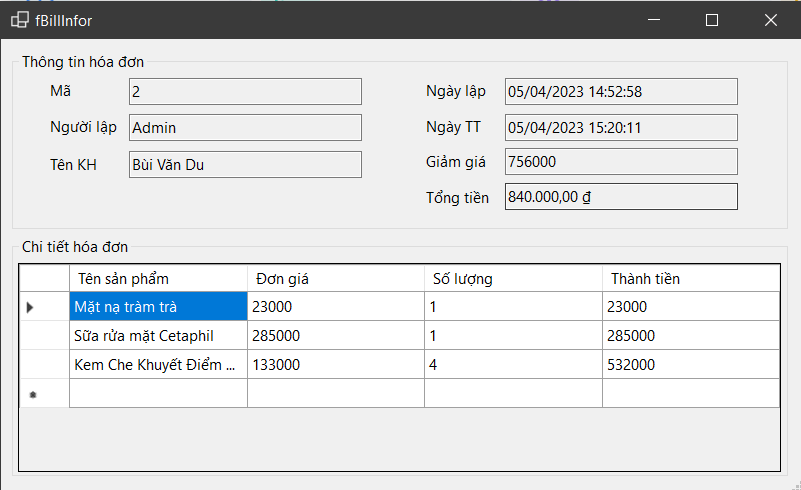 fBillInfor
Thông tin hóa đơn
Mã 2 Ngày lập 05/04/2023 14:52:58
Người lập Admin Ngày TT 05/04/2023 15:20:11
Tên KH Bùi Văn Du Giảm giá 756000
Tổng tiền 840.000,00 ₫
Chi tiết hóa đơn
Tên sản phẩm Đơn giá Số lượng Thành tiền
Mặt nạ tràm trà 23000 1 23000
Sữa rửa mặt Cetaphil 285000 1 285000
Kem Che Khuyết Điểm ... 133000 4 532000